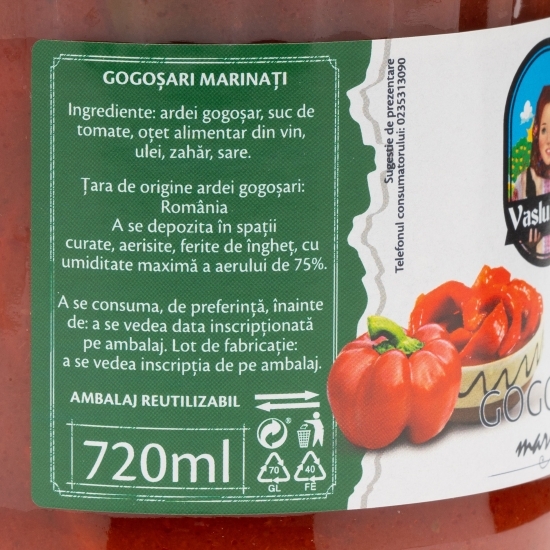 GOGOȘARI MARINAȚI
Ingrediente: ardei gogoșar, suc de
tomate, oțet alimentar din vin,
ulei, zahăr, sare.
Țara de origine ardei gogoșari:
România
A se depozita în spații
curate, aerisite, ferite de îngheț, cu
umiditate maximă a aerului de 75%.
A se consuma, de preferință, înainte
de: a se vedea data inscripționată
pe ambalaj. Lot de fabricație:
a se vedea inscripția de pe ambalaj.
AMBALAJ REUTILIZABIL
720ml
70
GL
40
FE
Sugestie de prezentare
Telefonul consumatorului: 0235313090